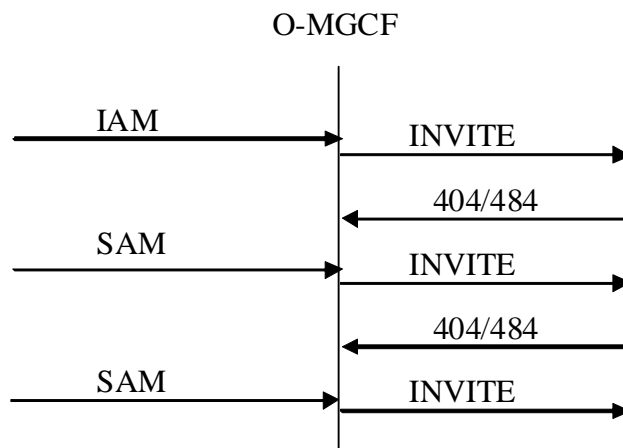 O-MGCF
IAM
INVITE
404/484
SAM
INVITE
404/484
SAM
INVITE